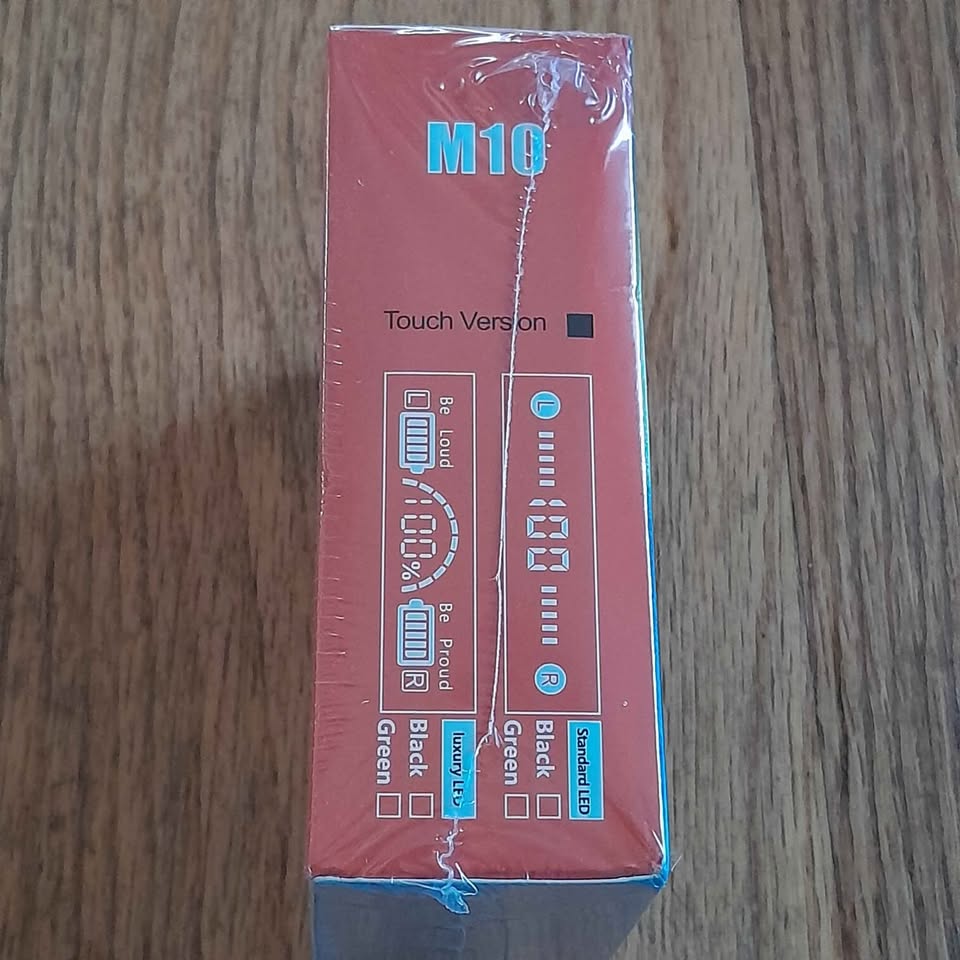 M10
Touch Version
L 100 R
Standard LED
Black
Green
Be Loud Be Proud
L 100% R
luxury LED
Black
Green